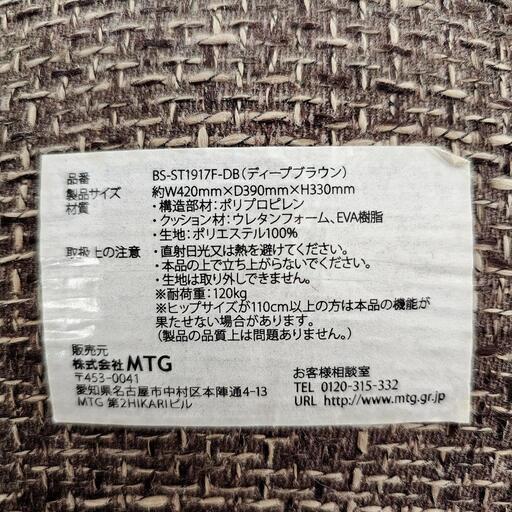 品番 BS-ST1917F-DB（ディープブラウン）
製品サイズ 約W420mm×D390mm×H330mm
材質 ・構造部材：ポリプロピレン
・クッション材：ウレタンフォーム、EVA樹脂
・生地：ポリエステル100%
取扱上の注意 ・直射日光又は熱を避けてください。
・本品の上で立ち上がらないでください。
・生地は取り外しできません。
※耐荷重：120kg
※ヒップサイズが110cm以上の方は本品の機能が
果たせない場合があります。
（製品の品質上は問題ありません。）
販売元
株式会社 MTG
〒453-0041
愛知県名古屋市中村区本陣通4-13
MTG 第2HIKARIビル
お客様相談室
TEL 0120-315-332
URL http://www.mtg.gr.jp